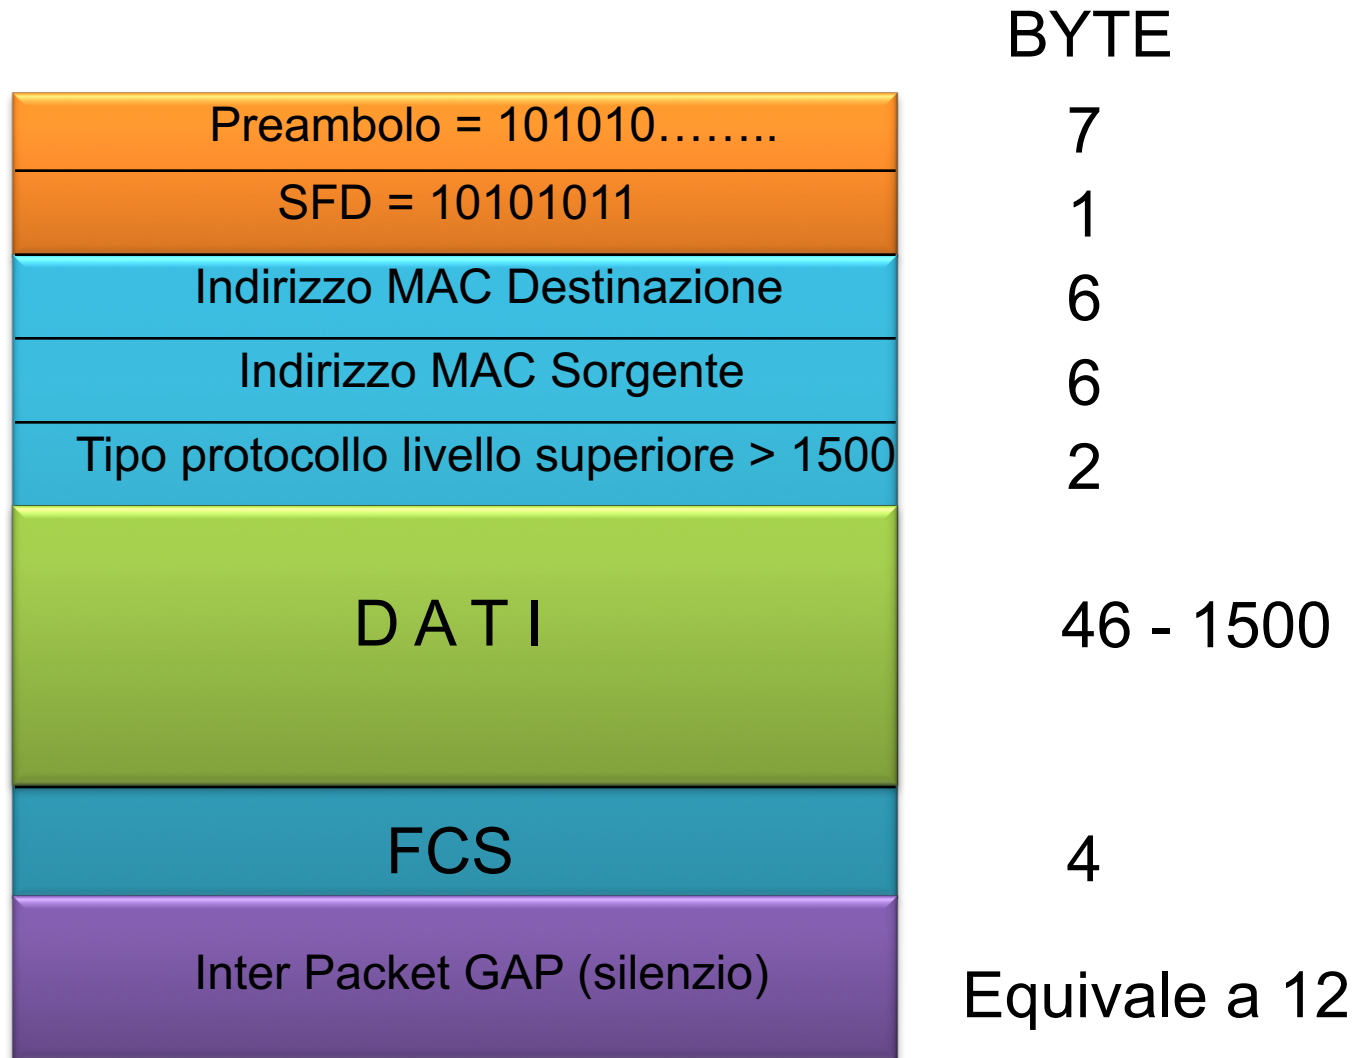 BYTE
Preambolo = 101010........ 7
SFD = 10101011 1
Indirizzo MAC Destinazione 6
Indirizzo MAC Sorgente 6
Tipo protocollo livello superiore > 1500 2
D A T I 46 - 1500
FCS 4
Inter Packet GAP (silenzio) Equivale a 12